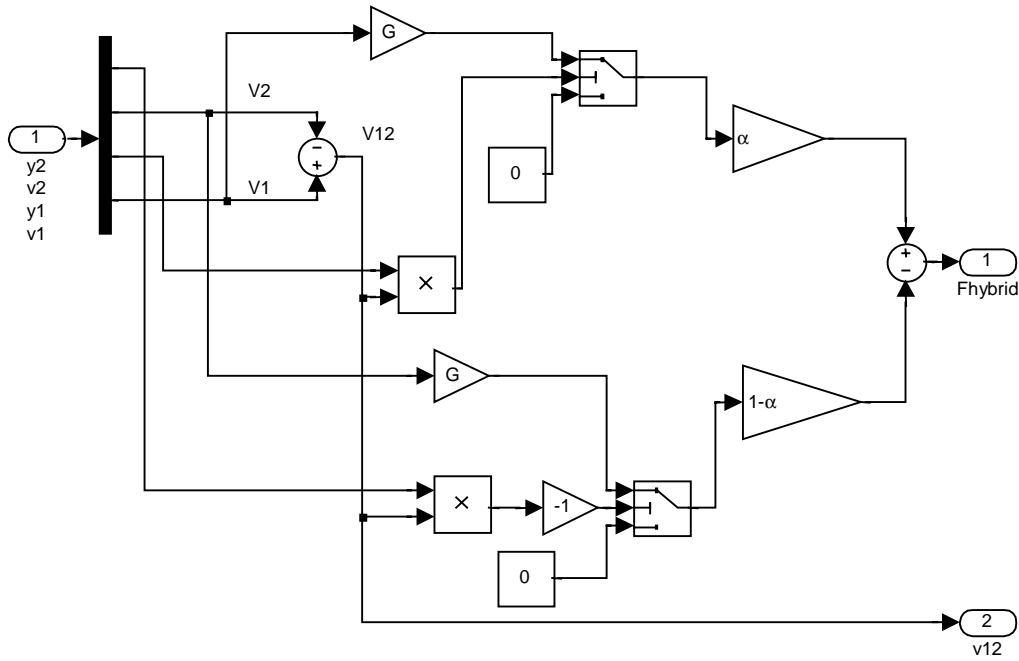 G
V2
V12
1
α
y2
v2
y1
v1
−
+
0
V1
+
−
1
×
Fhybrid
G
1-α
×
-1
0
2
v12